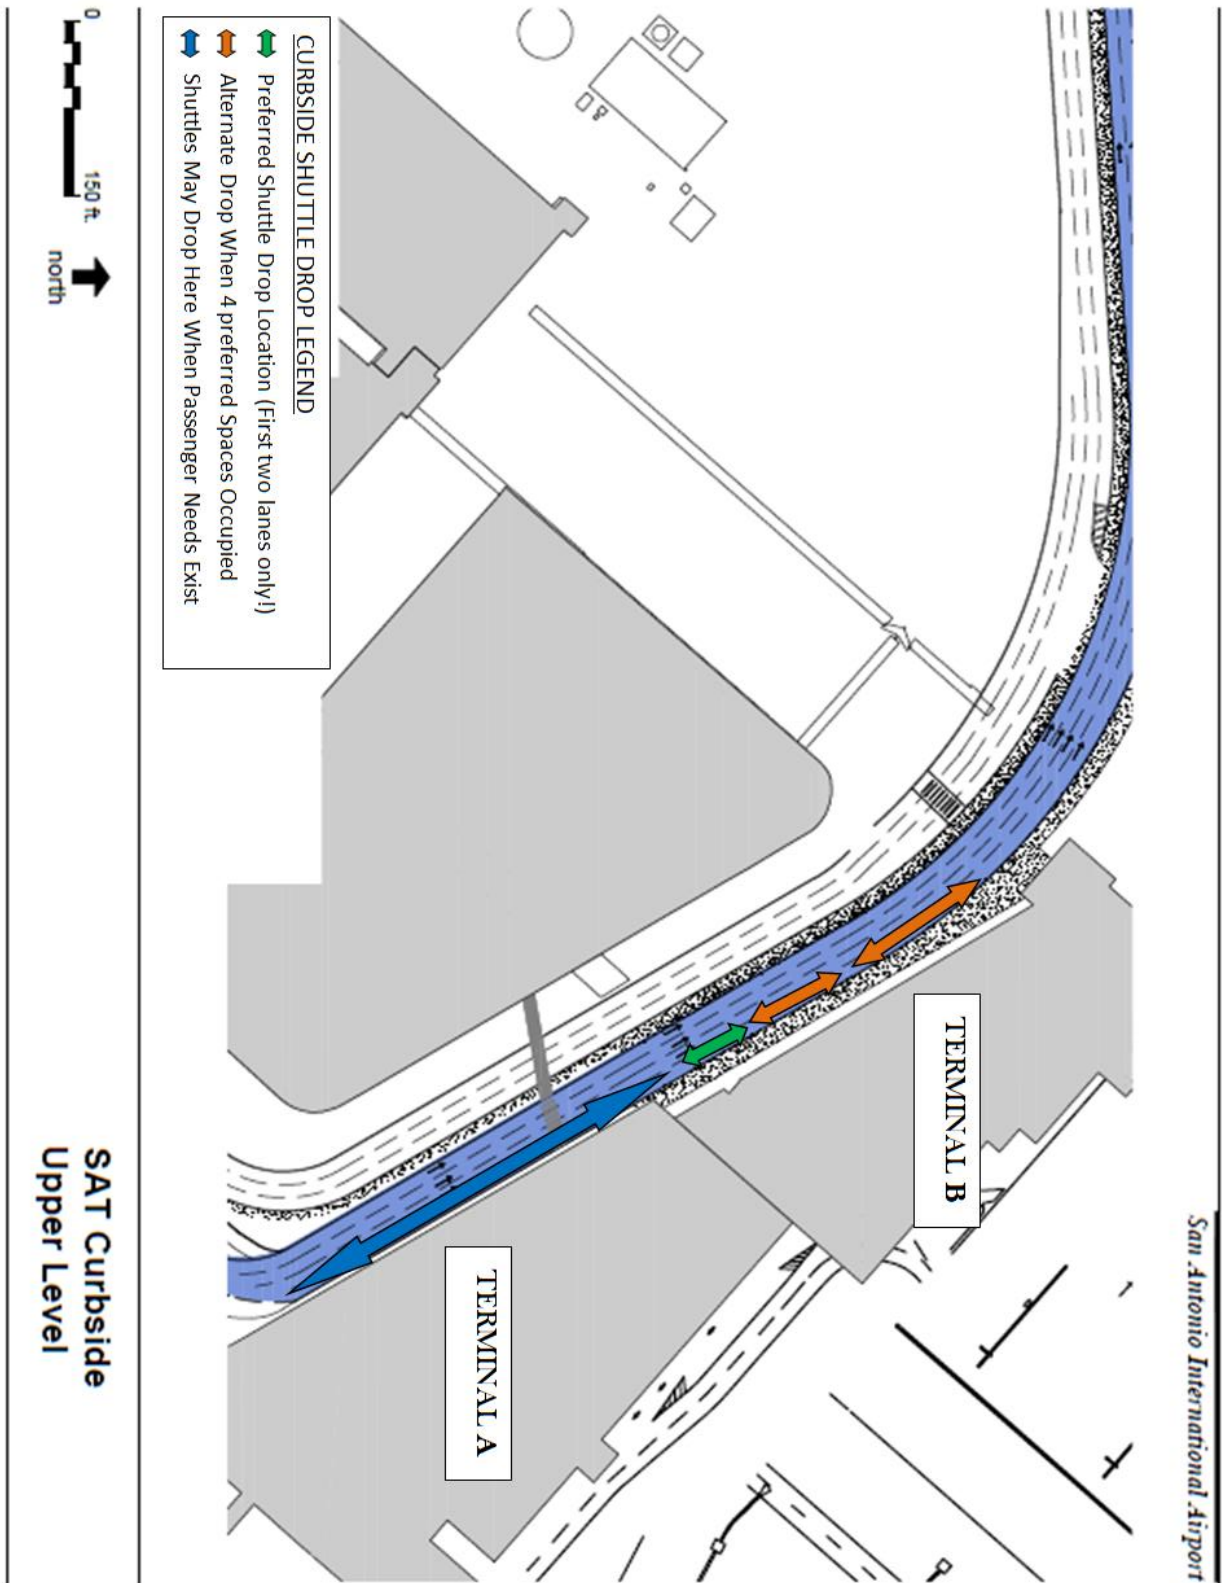 San Antonio International Airport
TERMINAL B
TERMINAL A
CURBSIDE SHUTTLE DROP LEGEND
Preferred Shuttle Drop Location (First two lanes only!)
Alternate Drop When 4 preferred Spaces Occupied
Shuttles May Drop Here When Passenger Needs Exist
0
150 ft.
north
SAT Curbside
Upper Level